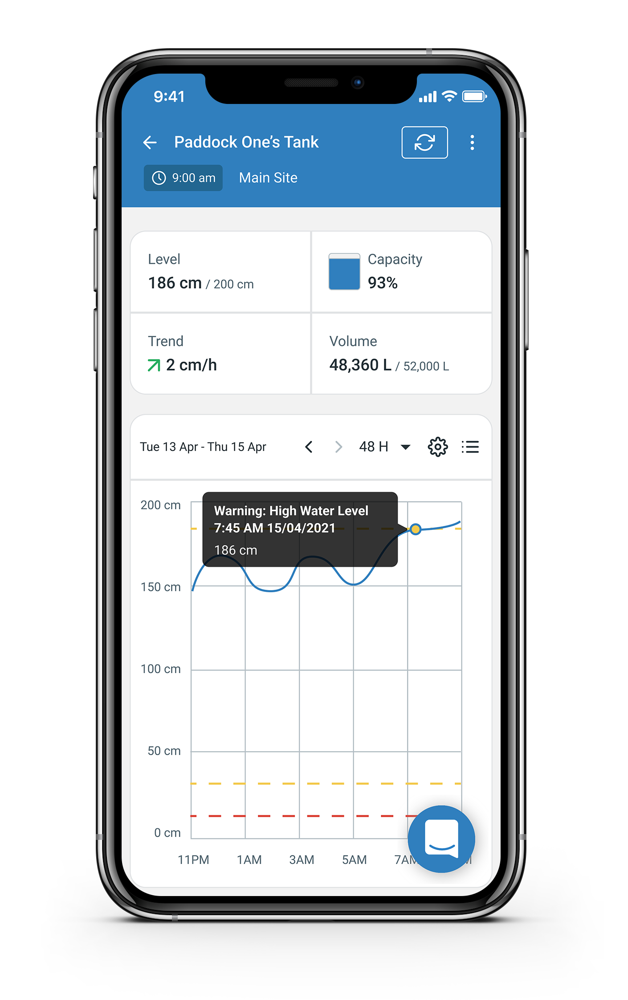 9:41
Paddock One’s Tank
9:00 am Main Site
Level
186 cm / 200 cm
Capacity
93%
Trend
2 cm/h
Volume
48,360 L / 52,000 L
Tue 13 Apr - Thu 15 Apr 48 H
Warning: High Water Level
7:45 AM 15/04/2021
186 cm
200 cm
150 cm
100 cm
50 cm
0 cm
11PM 1AM 3AM 5AM